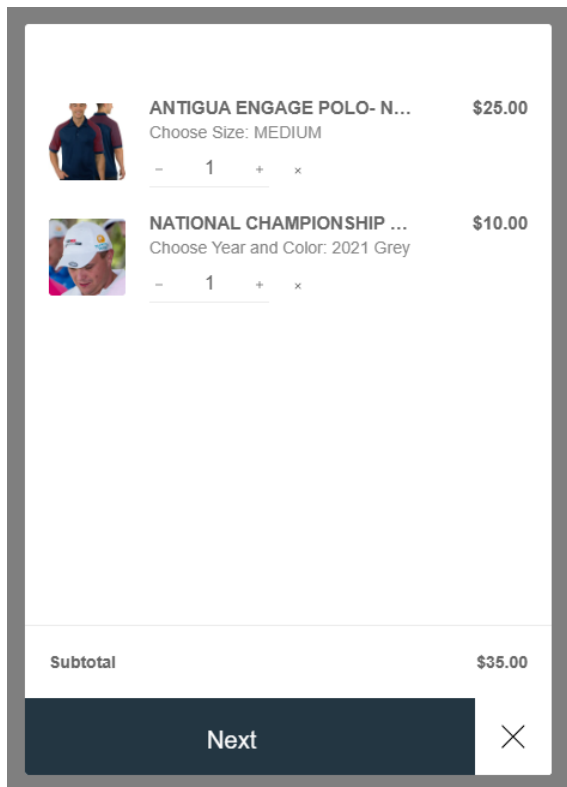 ANTIGUA ENGAGE POLO- N... $25.00
Choose Size: MEDIUM
− 1 + ×
NATIONAL CHAMPIONSHIP ... $10.00
Choose Year and Color: 2021 Grey
− 1 + ×
Subtotal $35.00
Next ×